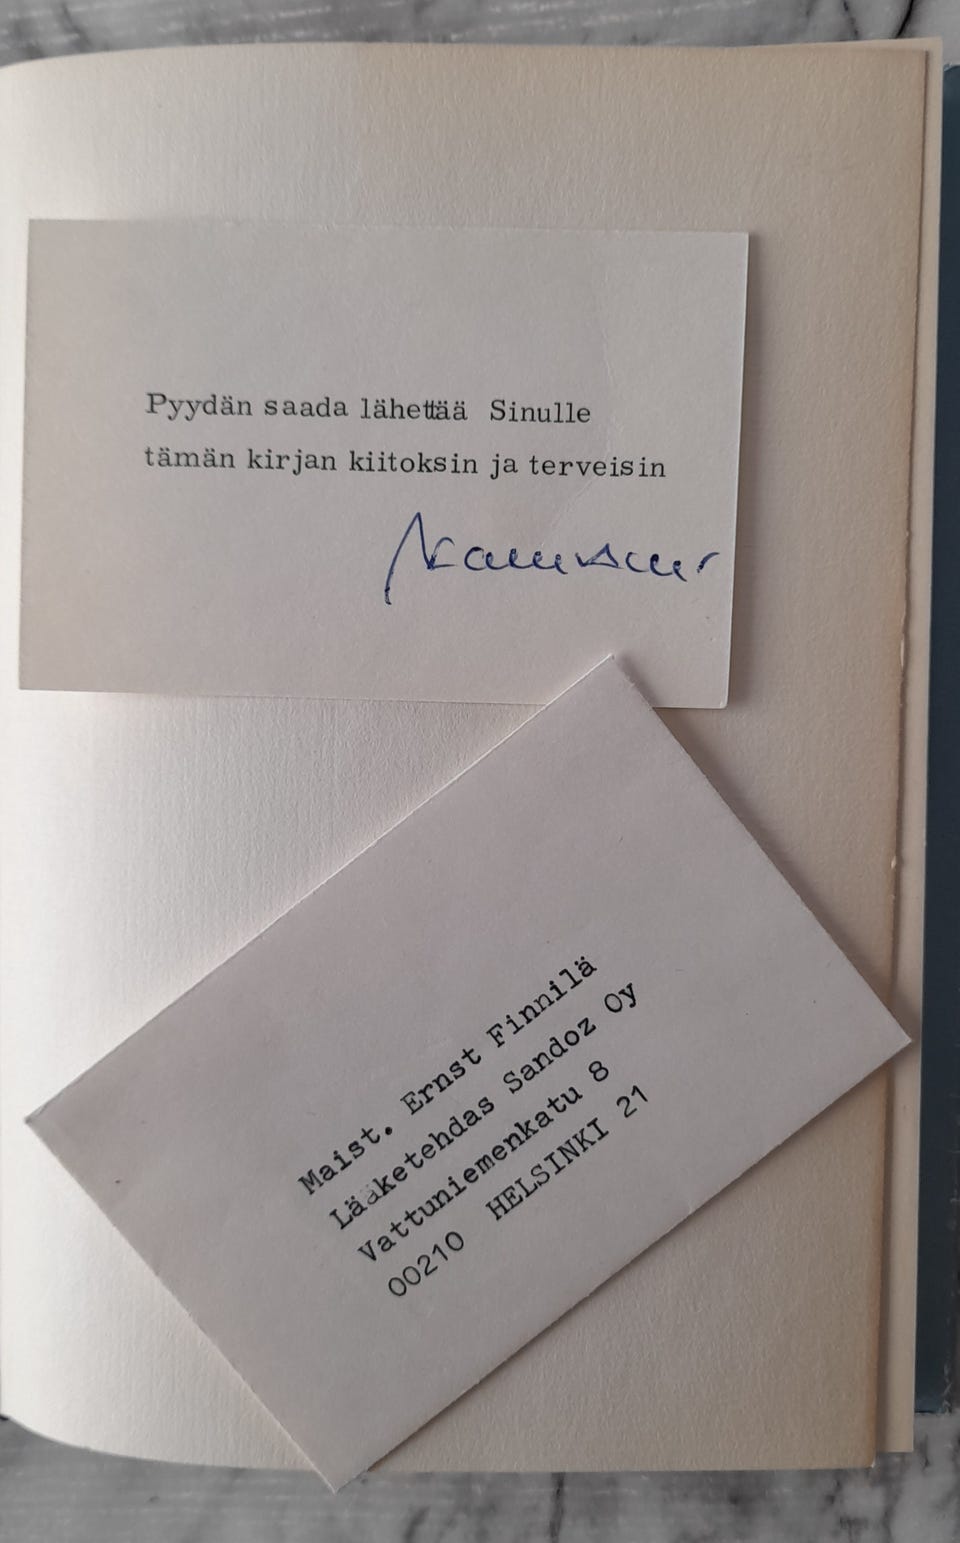 Pyydän saada lähettää Sinulle
tämän kirjan kiitoksin ja terveisin
Maist. Ernst Finnilä
Lääketehdas Sandoz Oy
Vattuniemenkatu 8
00210 HELSINKI 21